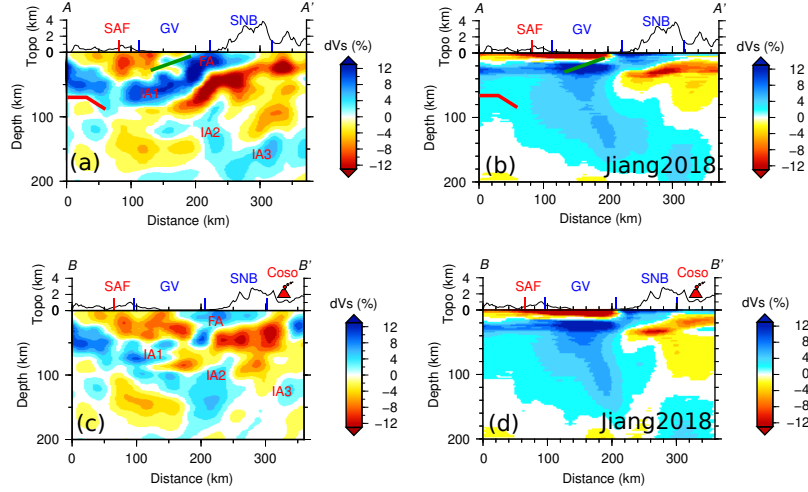 A A'
SAF GV SNB
Topo (km)
4
2
0
FA
IA1
IA2
IA3
Depth (km)
0
100
200
(a)
0 100 200 300
Distance (km)
dVs (%)
12
8
4
0
−4
−8
−12
A A'
SAF GV SNB
Topo (km)
4
2
0
Depth (km)
0
100
200
(b) Jiang2018
0 100 200 300
Distance (km)
dVs (%)
12
8
4
0
−4
−8
−12
B B'
Coso
SAF GV SNB
Topo (km)
4
2
0
FA
IA1
IA2
IA3
Depth (km)
0
100
200
(c)
0 100 200 300
Distance (km)
dVs (%)
12
8
4
0
−4
−8
−12
B B'
Coso
SAF GV SNB
Topo (km)
4
2
0
Depth (km)
0
100
200
(d) Jiang2018
0 100 200 300
Distance (km)
dVs (%)
12
8
4
0
−4
−8
−12